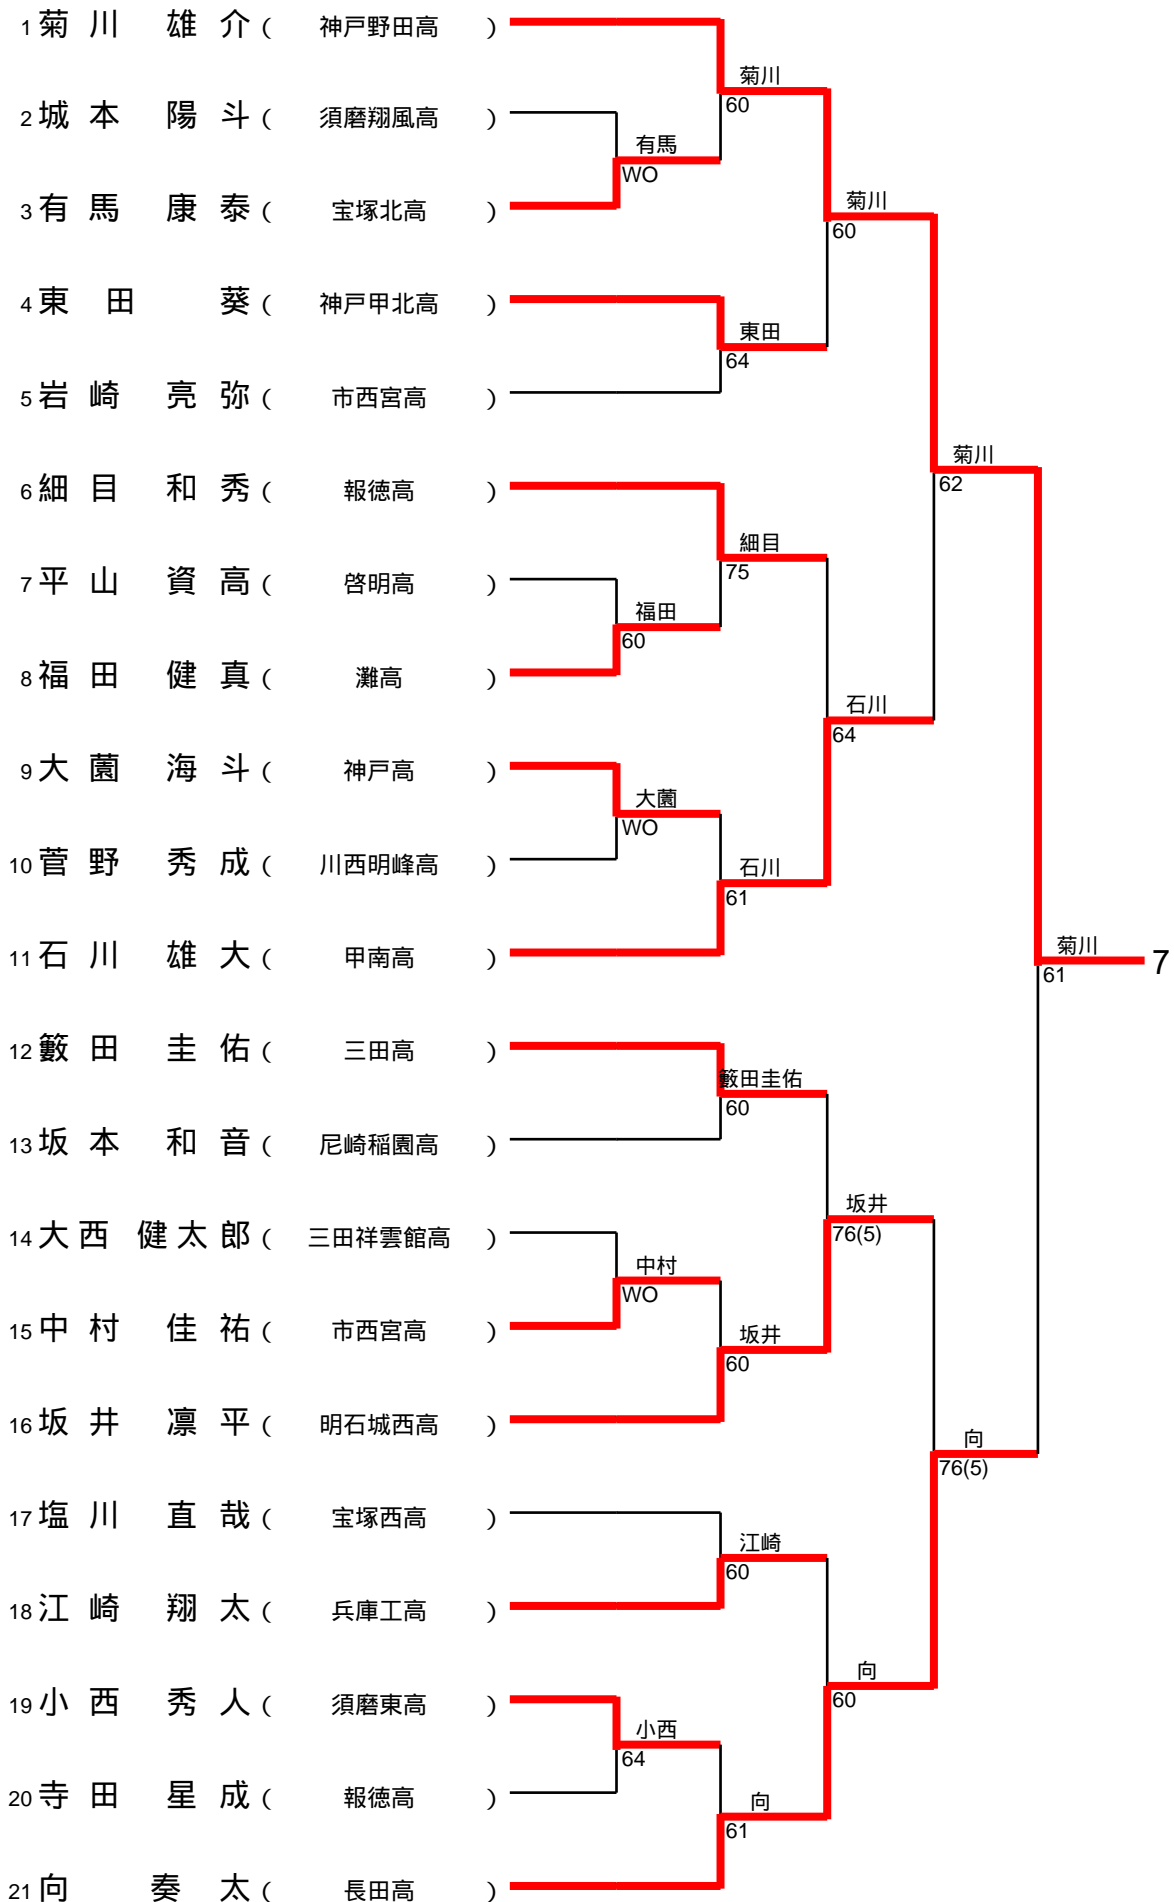 1 菊川 雄介 ( 神戸野田高 )
菊川
60
2 城本 陽斗 ( 須磨翔風高 )
有馬
WO
3 有馬 康泰 ( 宝塚北高 )
菊川
60
4 東田 葵 ( 神戸甲北高 )
東田
64
5 岩崎 亮弥 ( 市西宮高 )
菊川
62
6 細目 和秀 ( 報徳高 )
細目
75
7 平山 資高 ( 啓明高 )
福田
60
8 福田 健真 ( 灘高 )
石川
64
9 大薗 海斗 ( 神戸高 )
大薗
WO
10 菅野 秀成 ( 川西明峰高 )
石川
61
11 石川 雄大 ( 甲南高 )
菊川 7
61
12 籔田 圭佑 ( 三田高 )
籔田圭佑
60
13 坂本 和音 ( 尼崎稲園高 )
坂井
76(5)
14 大西 健太郎 ( 三田祥雲館高 )
中村
WO
15 中村 佳祐 ( 市西宮高 )
坂井
60
16 坂井 凛平 ( 明石城西高 )
向
76(5)
17 塩川 直哉 ( 宝塚西高 )
江崎
60
18 江崎 翔太 ( 兵庫工高 )
向
60
19 小西 秀人 ( 須磨東高 )
小西
64
20 寺田 星成 ( 報徳高 )
向
61
21 向 奏太 ( 長田高 )